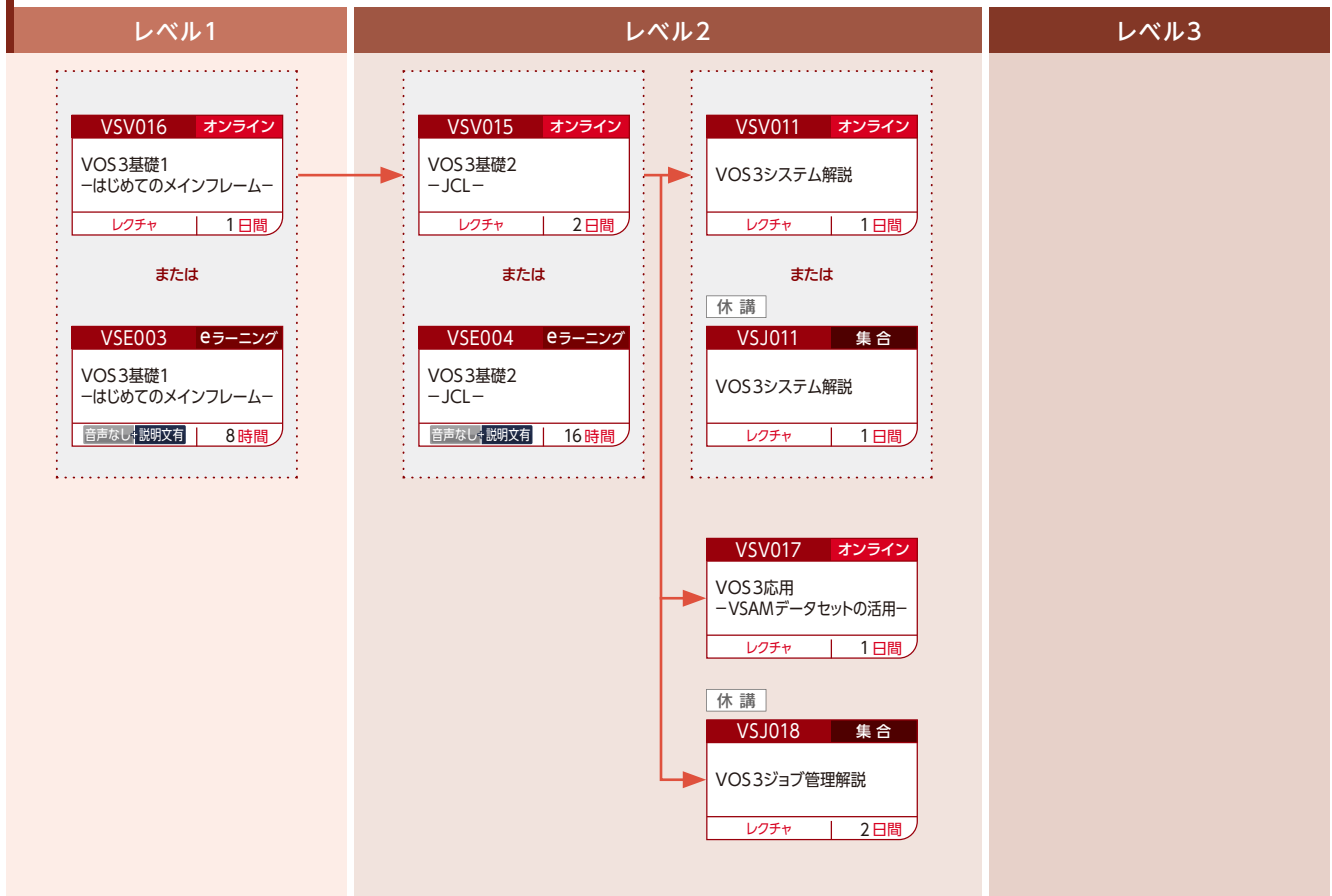 レベル1
レベル2
レベル3
VSV016 オンライン
VOS3基礎1
－はじめてのメインフレーム－
レクチャ 1日間
または
VSE003 eラーニング
VOS3基礎1
－はじめてのメインフレーム－
音声なし+説明文有 8時間
VSV015 オンライン
VOS3基礎2
－JCL－
レクチャ 2日間
または
VSE004 eラーニング
VOS3基礎2
－JCL－
音声なし+説明文有 16時間
VSV011 オンライン
VOS3システム解説
レクチャ 1日間
または
休 講
VSJ011 集 合
VOS3システム解説
レクチャ 1日間
VSV017 オンライン
VOS3応用
－VSAMデータセットの活用－
レクチャ 1日間
休 講
VSJ018 集 合
VOS3ジョブ管理解説
レクチャ 2日間